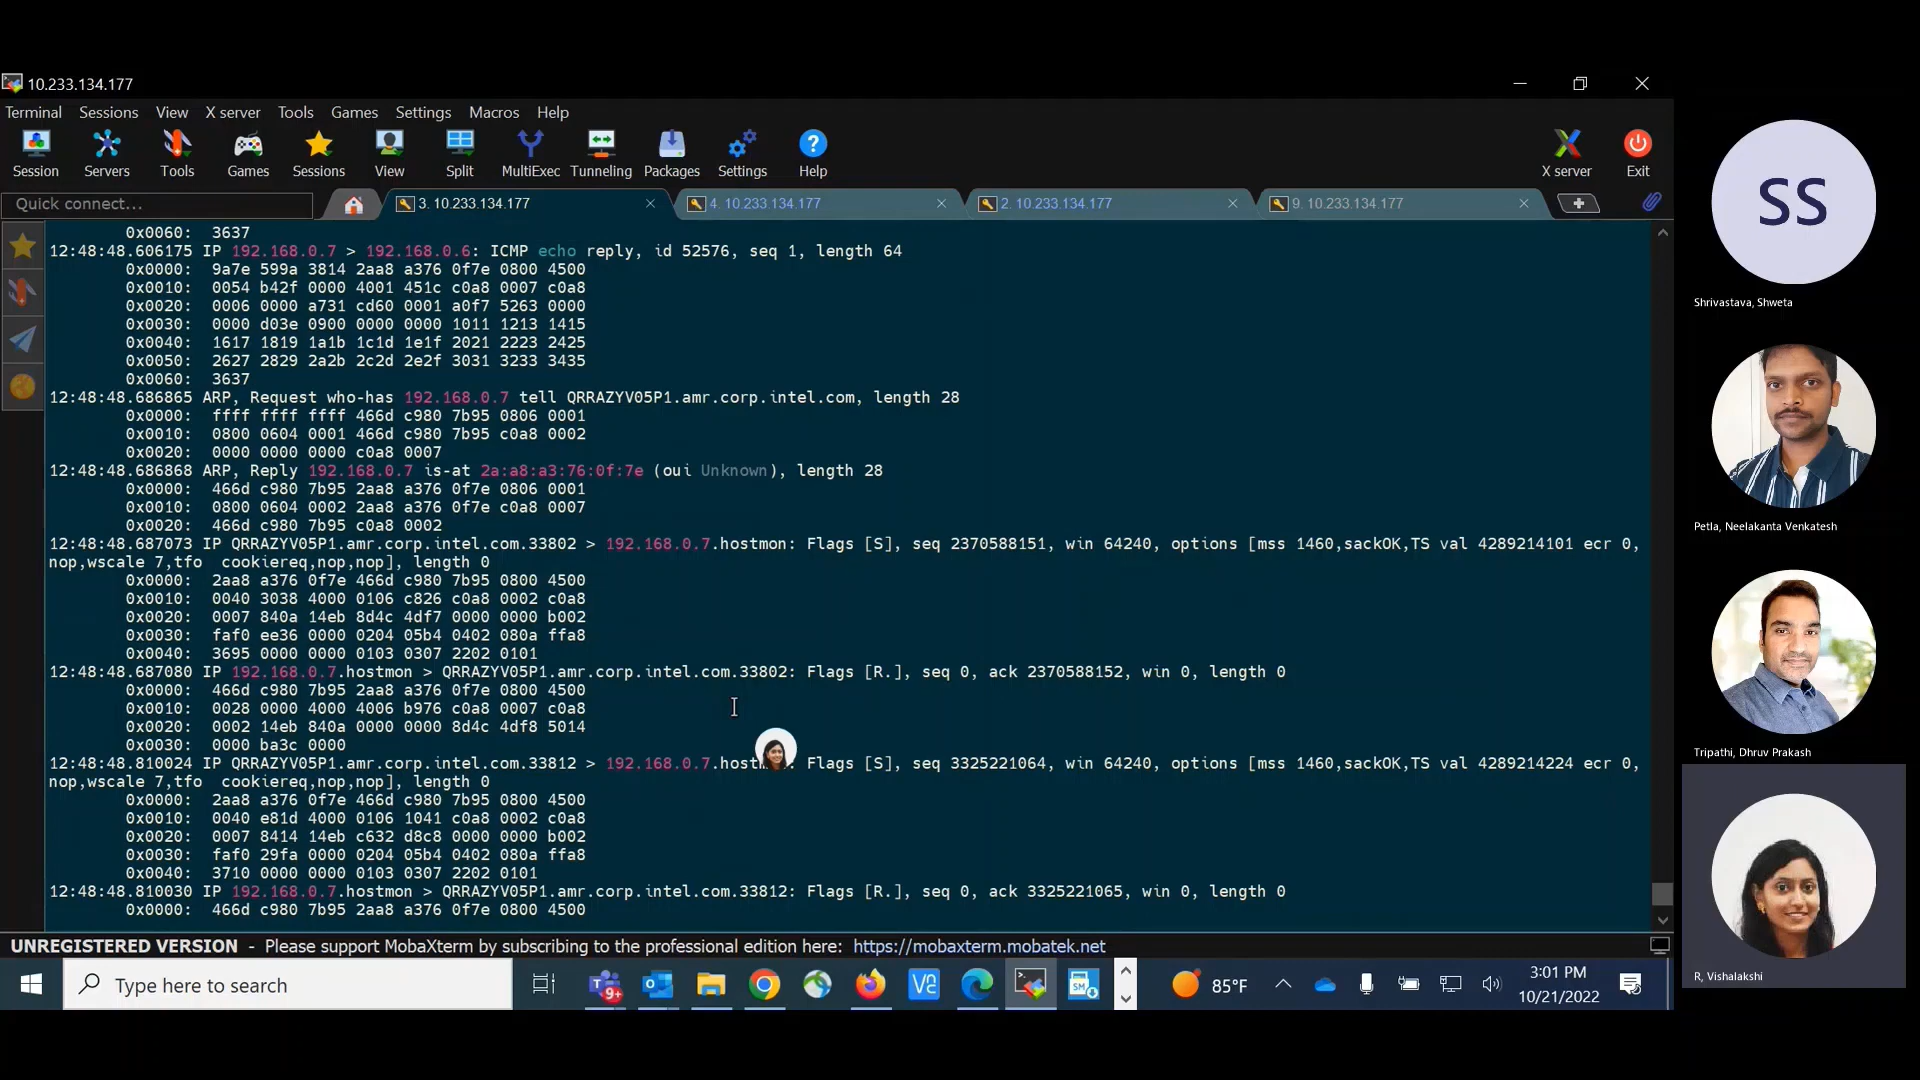 10.233.134.177
Terminal Sessions View X server Tools Games Settings Macros Help
Session Servers Tools Games Sessions View Split MultiExec Tunneling Packages Settings Help X server Exit
Quick connect... 3. 10.233.134.177 4. 10.233.134.177 2. 10.233.134.177 9. 10.233.134.177
0x0060: 3637
12:48:48.606175 IP 192.168.0.7 > 192.168.0.6: ICMP echo reply, id 52576, seq 1, length 64
0x0000: 9a7e 599a 3814 2aa8 a376 0f7e 0800 4500
0x0010: 0054 b42f 0000 4001 451c c0a8 0007 c0a8
0x0020: 0006 0000 a731 cd60 0001 a0f7 5263 0000
0x0030: 0000 d03e 0900 0000 0000 1011 1213 1415
0x0040: 1617 1819 1a1b 1c1d 1e1f 2021 2223 2425
0x0050: 2627 2829 2a2b 2c2d 2e2f 3031 3233 3435
0x0060: 3637
12:48:48.686865 ARP, Request who-has 192.168.0.7 tell QRRAZYV05P1.amr.corp.intel.com, length 28
0x0000: ffff ffff ffff 466d c980 7b95 0806 0001
0x0010: 0800 0604 0001 466d c980 7b95 c0a8 0002
0x0020: 0000 0000 0000 c0a8 0007
12:48:48.686868 ARP, Reply 192.168.0.7 is-at 2a:a8:a3:76:0f:7e (oui Unknown), length 28
0x0000: 466d c980 7b95 2aa8 a376 0f7e 0806 0001
0x0010: 0800 0604 0002 2aa8 a376 0f7e c0a8 0007
0x0020: 466d c980 7b95 c0a8 0002
12:48:48.687073 IP QRRAZYV05P1.amr.corp.intel.com.33802 > 192.168.0.7.hostmon: Flags [S], seq 2370588151, win 64240, options [mss 1460,sackOK,TS val 4289214101 ecr 0,
nop,wscale 7,tfo  cookiereq,nop,nop], length 0
0x0000: 2aa8 a376 0f7e 466d c980 7b95 0800 4500
0x0010: 0040 3038 4000 0106 c826 c0a8 0002 c0a8
0x0020: 0007 840a 14eb 8d4c 4df7 0000 0000 b002
0x0030: faf0 ee36 0000 0204 05b4 0402 080a ffa8
0x0040: 3695 0000 0000 0103 0307 2202 0101
12:48:48.687080 IP 192.168.0.7.hostmon > QRRAZYV05P1.amr.corp.intel.com.33802: Flags [R.], seq 0, ack 2370588152, win 0, length 0
0x0000: 466d c980 7b95 2aa8 a376 0f7e 0800 4500
0x0010: 0028 0000 4000 4006 b976 c0a8 0007 c0a8
0x0020: 0002 14eb 840a 0000 0000 8d4c 4df8 5014
0x0030: 0000 ba3c 0000
12:48:48.810024 IP QRRAZYV05P1.amr.corp.intel.com.33812 > 192.168.0.7.host Flags [S], seq 3325221064, win 64240, options [mss 1460,sackOK,TS val 4289214224 ecr 0,
nop,wscale 7,tfo  cookiereq,nop,nop], length 0
0x0000: 2aa8 a376 0f7e 466d c980 7b95 0800 4500
0x0010: 0040 e81d 4000 0106 1041 c0a8 0002 c0a8
0x0020: 0007 8414 14eb c632 d8c8 0000 0000 b002
0x0030: faf0 29fa 0000 0204 05b4 0402 080a ffa8
0x0040: 3710 0000 0000 0103 0307 2202 0101
12:48:48.810030 IP 192.168.0.7.hostmon > QRRAZYV05P1.amr.corp.intel.com.33812: Flags [R.], seq 0, ack 3325221065, win 0, length 0
0x0000: 466d c980 7b95 2aa8 a376 0f7e 0800 4500
UNREGISTERED VERSION - Please support MobaXterm by subscribing to the professional edition here: https://mobaxterm.mobatek.net
Type here to search
9+
85°F
3:01 PM
10/21/2022
SS
Shrivastava, Shweta
Petla, Neelakanta Venkatesh
Tripathi, Dhruv Prakash
R, Vishalakshi